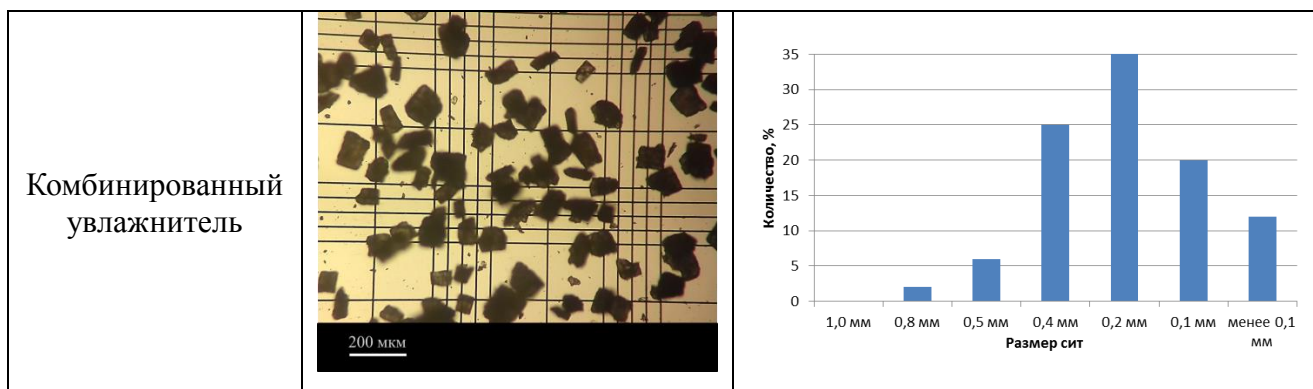 Комбинированный
увлажнитель
200 мкм
Количество, %
35
30
25
20
15
10
5
0
1,0 мм 0,8 мм 0,5 мм 0,4 мм 0,2 мм 0,1 мм менее 0,1
мм
Размер сит